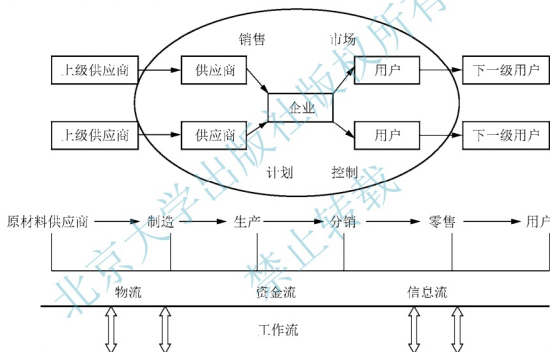 销售 市场
上级供应商 供应商 用户 下一级用户
企业
上级供应商 供应商 用户 下一级用户
计划 控制
原材料供应商 制造 生产 分销 零售 用户
物流 资金流 信息流
工作流
北京大学出版社版权所有
禁止转载